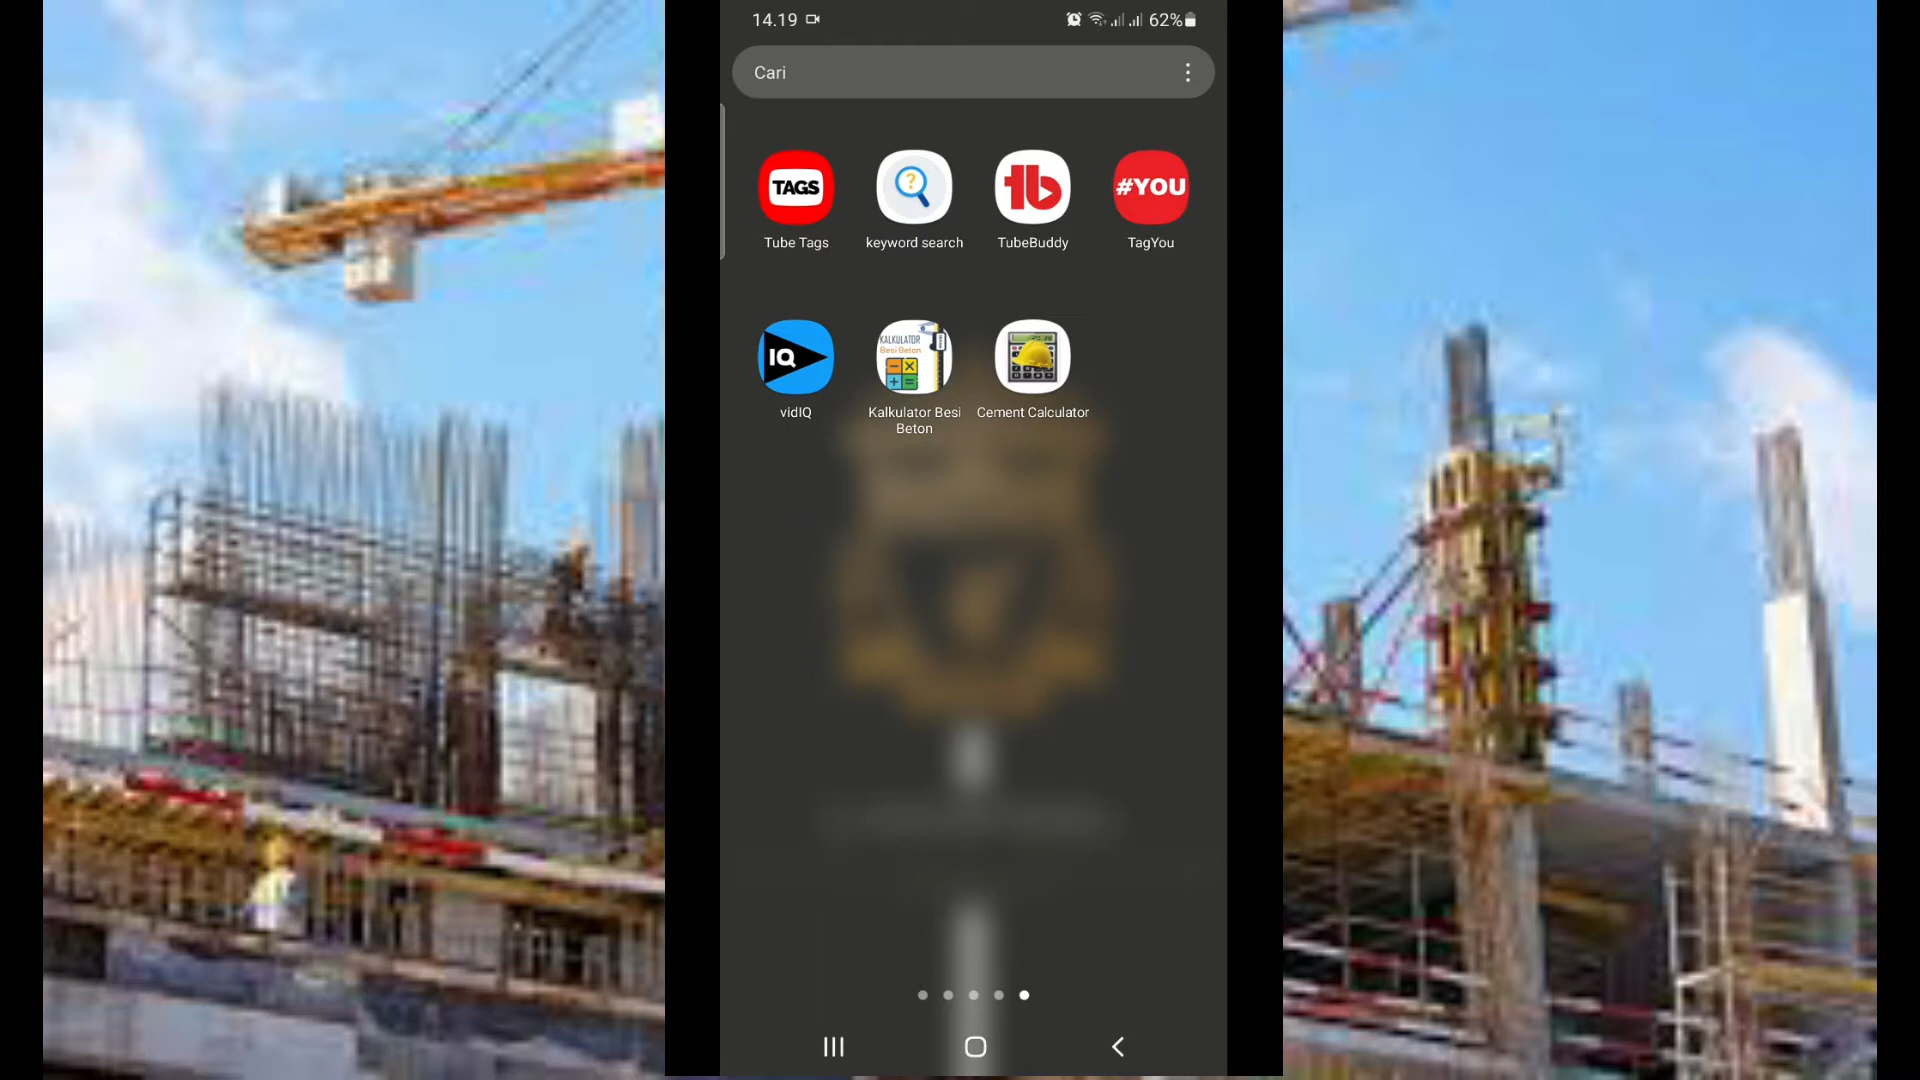 14.19 62%
Cari
TAGS
#YOU
Tube Tags keyword search TubeBuddy TagYou
IQ
KALKULATOR
Besi Beton
vidIQ Kalkulator Besi Cement Calculator
Beton